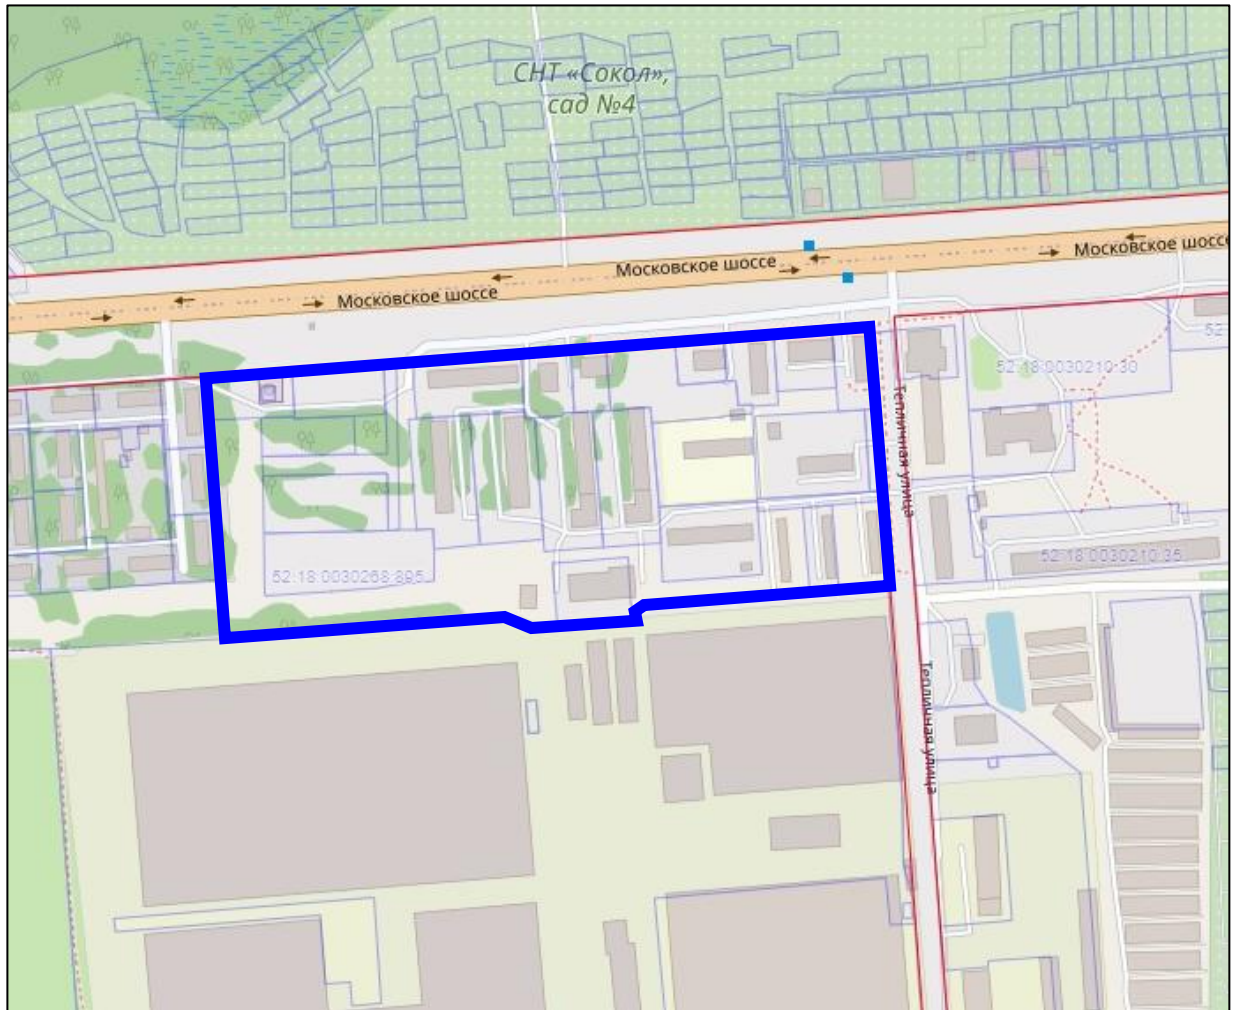 СНТ «Сокол»,
сад №4
Московское шоссе
Московское шоссе
Московское шоссе
52
52:18:0030210:30
Тепличная улица
52:18:0030210:35
52:18:0030268:895
Тепличная улица